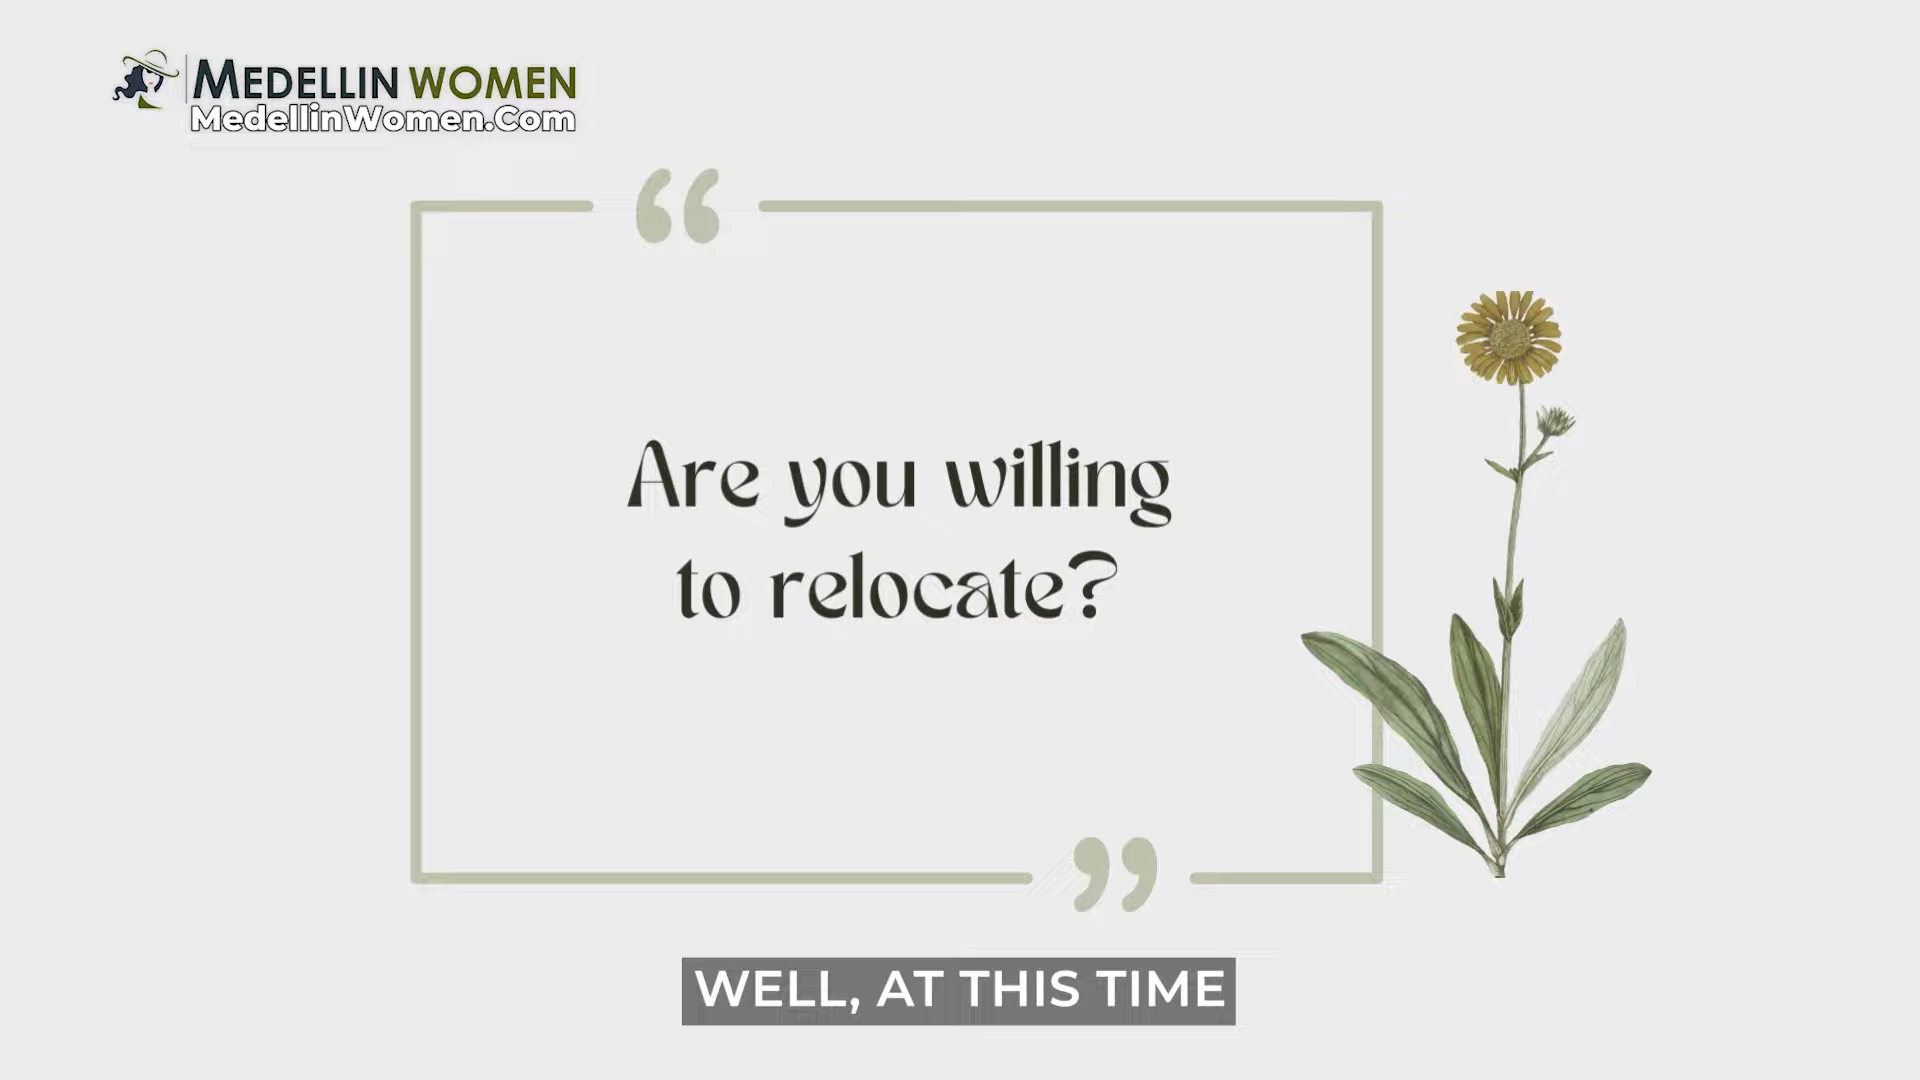 MEDELLIN WOMEN
MedellinWomen.Com
“
Are you willing
to relocate?
”
WELL, AT THIS TIME